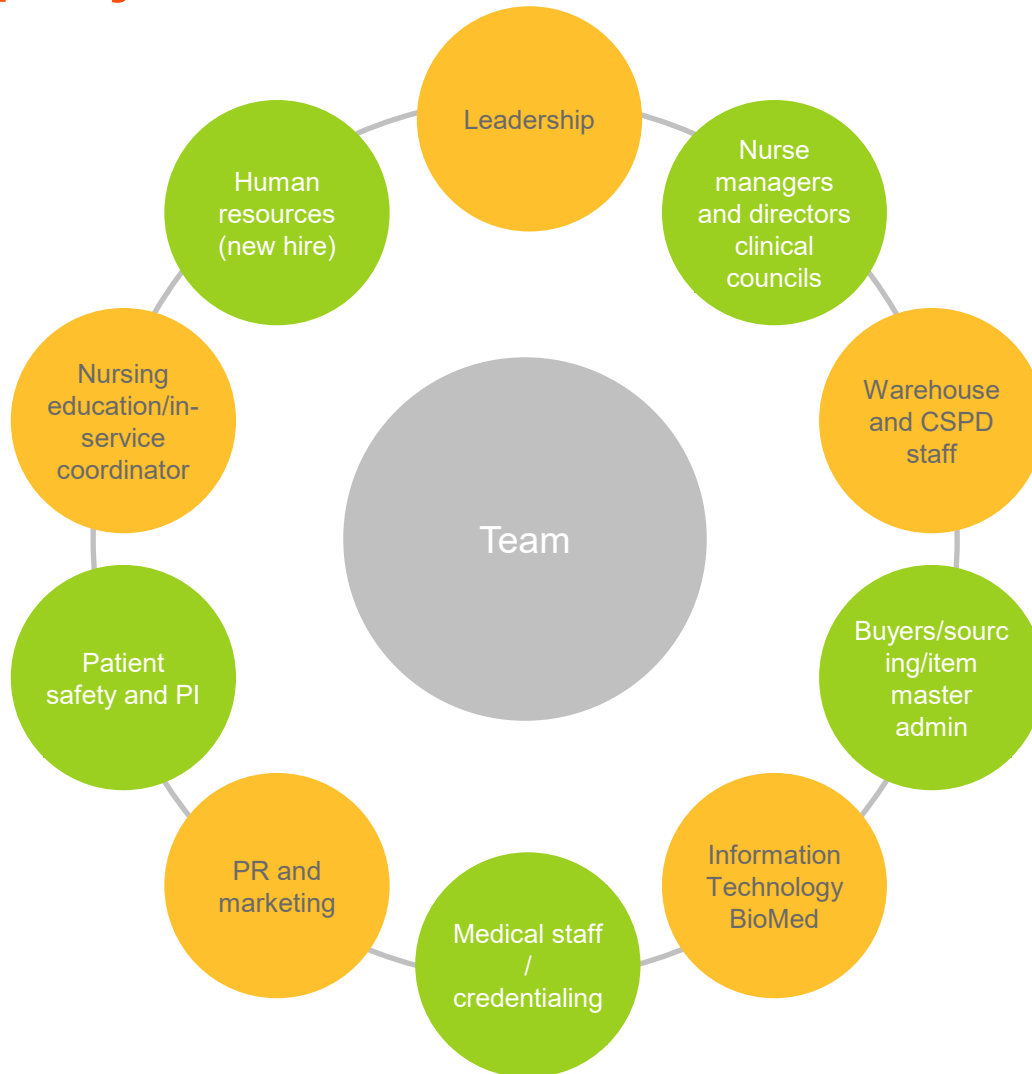 Leadership
Nurse
managers
and directors
clinical
councils
Warehouse
and CSPD
staff
Buyers/sourc
ing/item
master
admin
Information
Technology
BioMed
Medical staff
/
credentialing
PR and
marketing
Patient
safety and PI
Nursing
education/in-
service
coordinator
Human
resources
(new hire)
Team